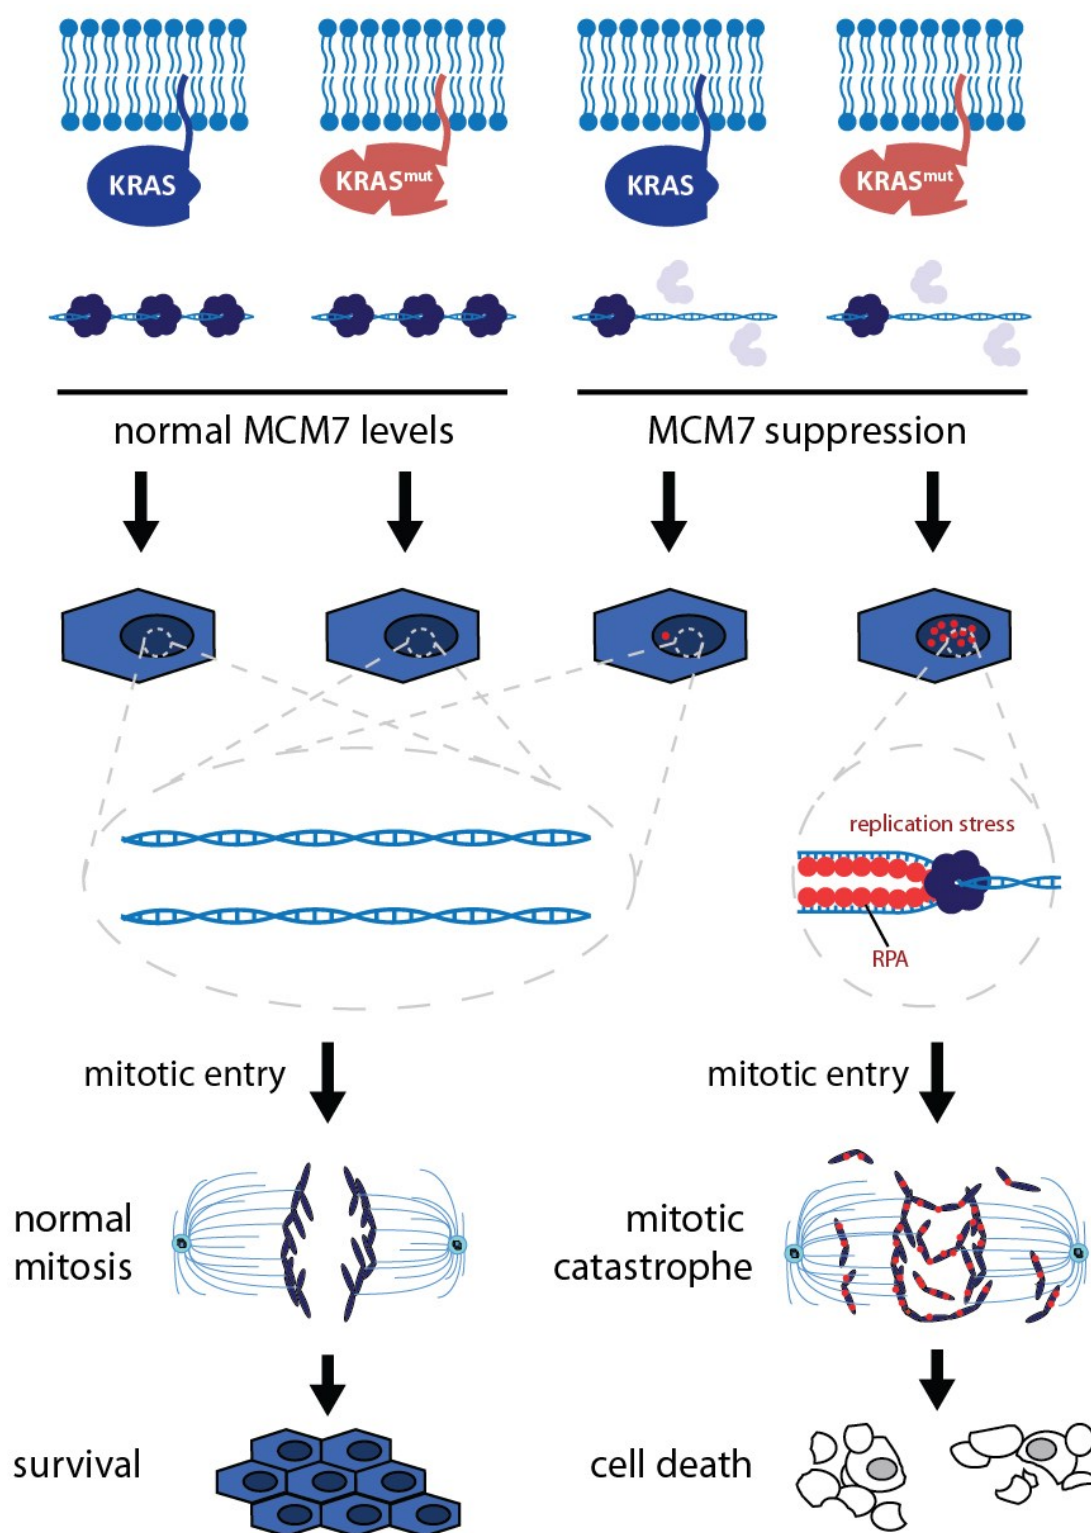 KRAS
KRASmut
KRAS
KRASmut
normal MCM7 levels
MCM7 suppression
replication stress
RPA
mitotic entry
mitotic entry
normal
mitosis
mitotic
catastrophe
survival
cell death